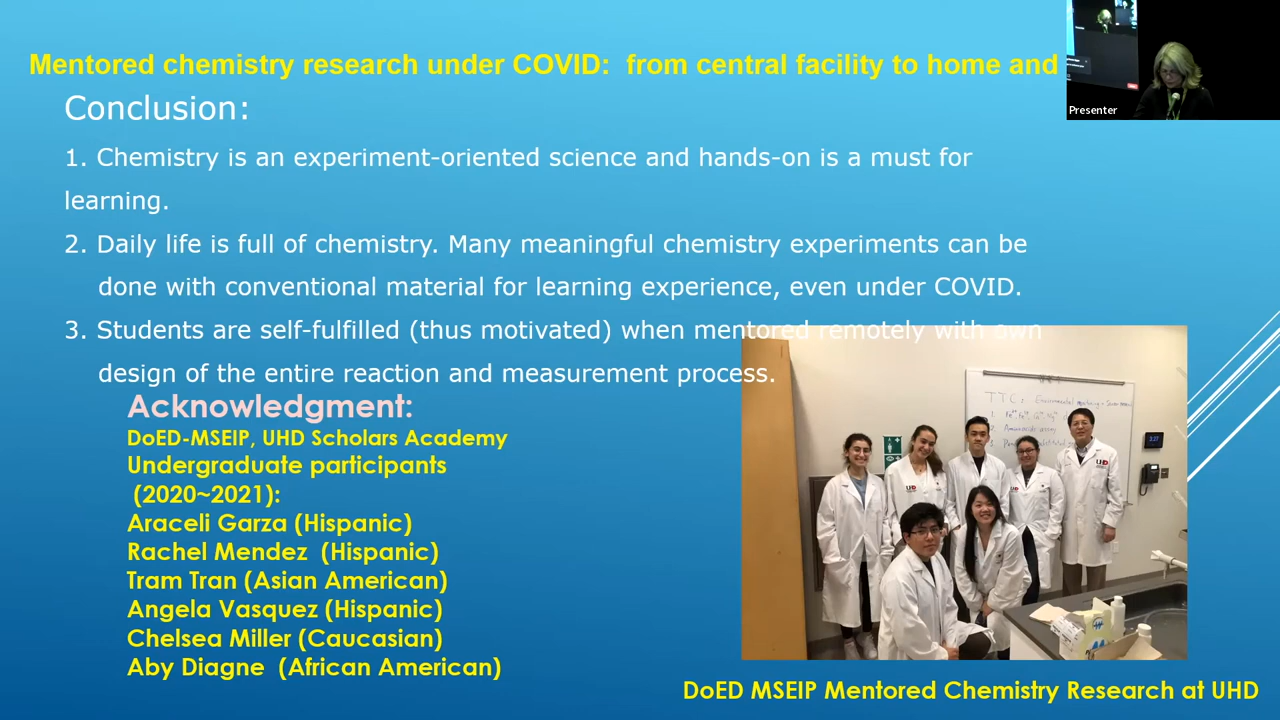 Mentored chemistry research under COVID: from central facility to home and
Presenter
Conclusion:
1. Chemistry is an experiment-oriented science and hands-on is a must for
learning.
2. Daily life is full of chemistry. Many meaningful chemistry experiments can be
done with conventional material for learning experience, even under COVID.
3. Students are self-fulfilled (thus motivated) when mentored remotely with own
design of the entire reaction and measurement process.
Acknowledgment:
DoED-MSEIP, UHD Scholars Academy
Undergraduate participants
(2020~2021):
Araceli Garza (Hispanic)
Rachel Mendez (Hispanic)
Tram Tran (Asian American)
Angela Vasquez (Hispanic)
Chelsea Miller (Caucasian)
Aby Diagne (African American)
TTC:
UHD
UHD
DoED MSEIP Mentored Chemistry Research at UHD